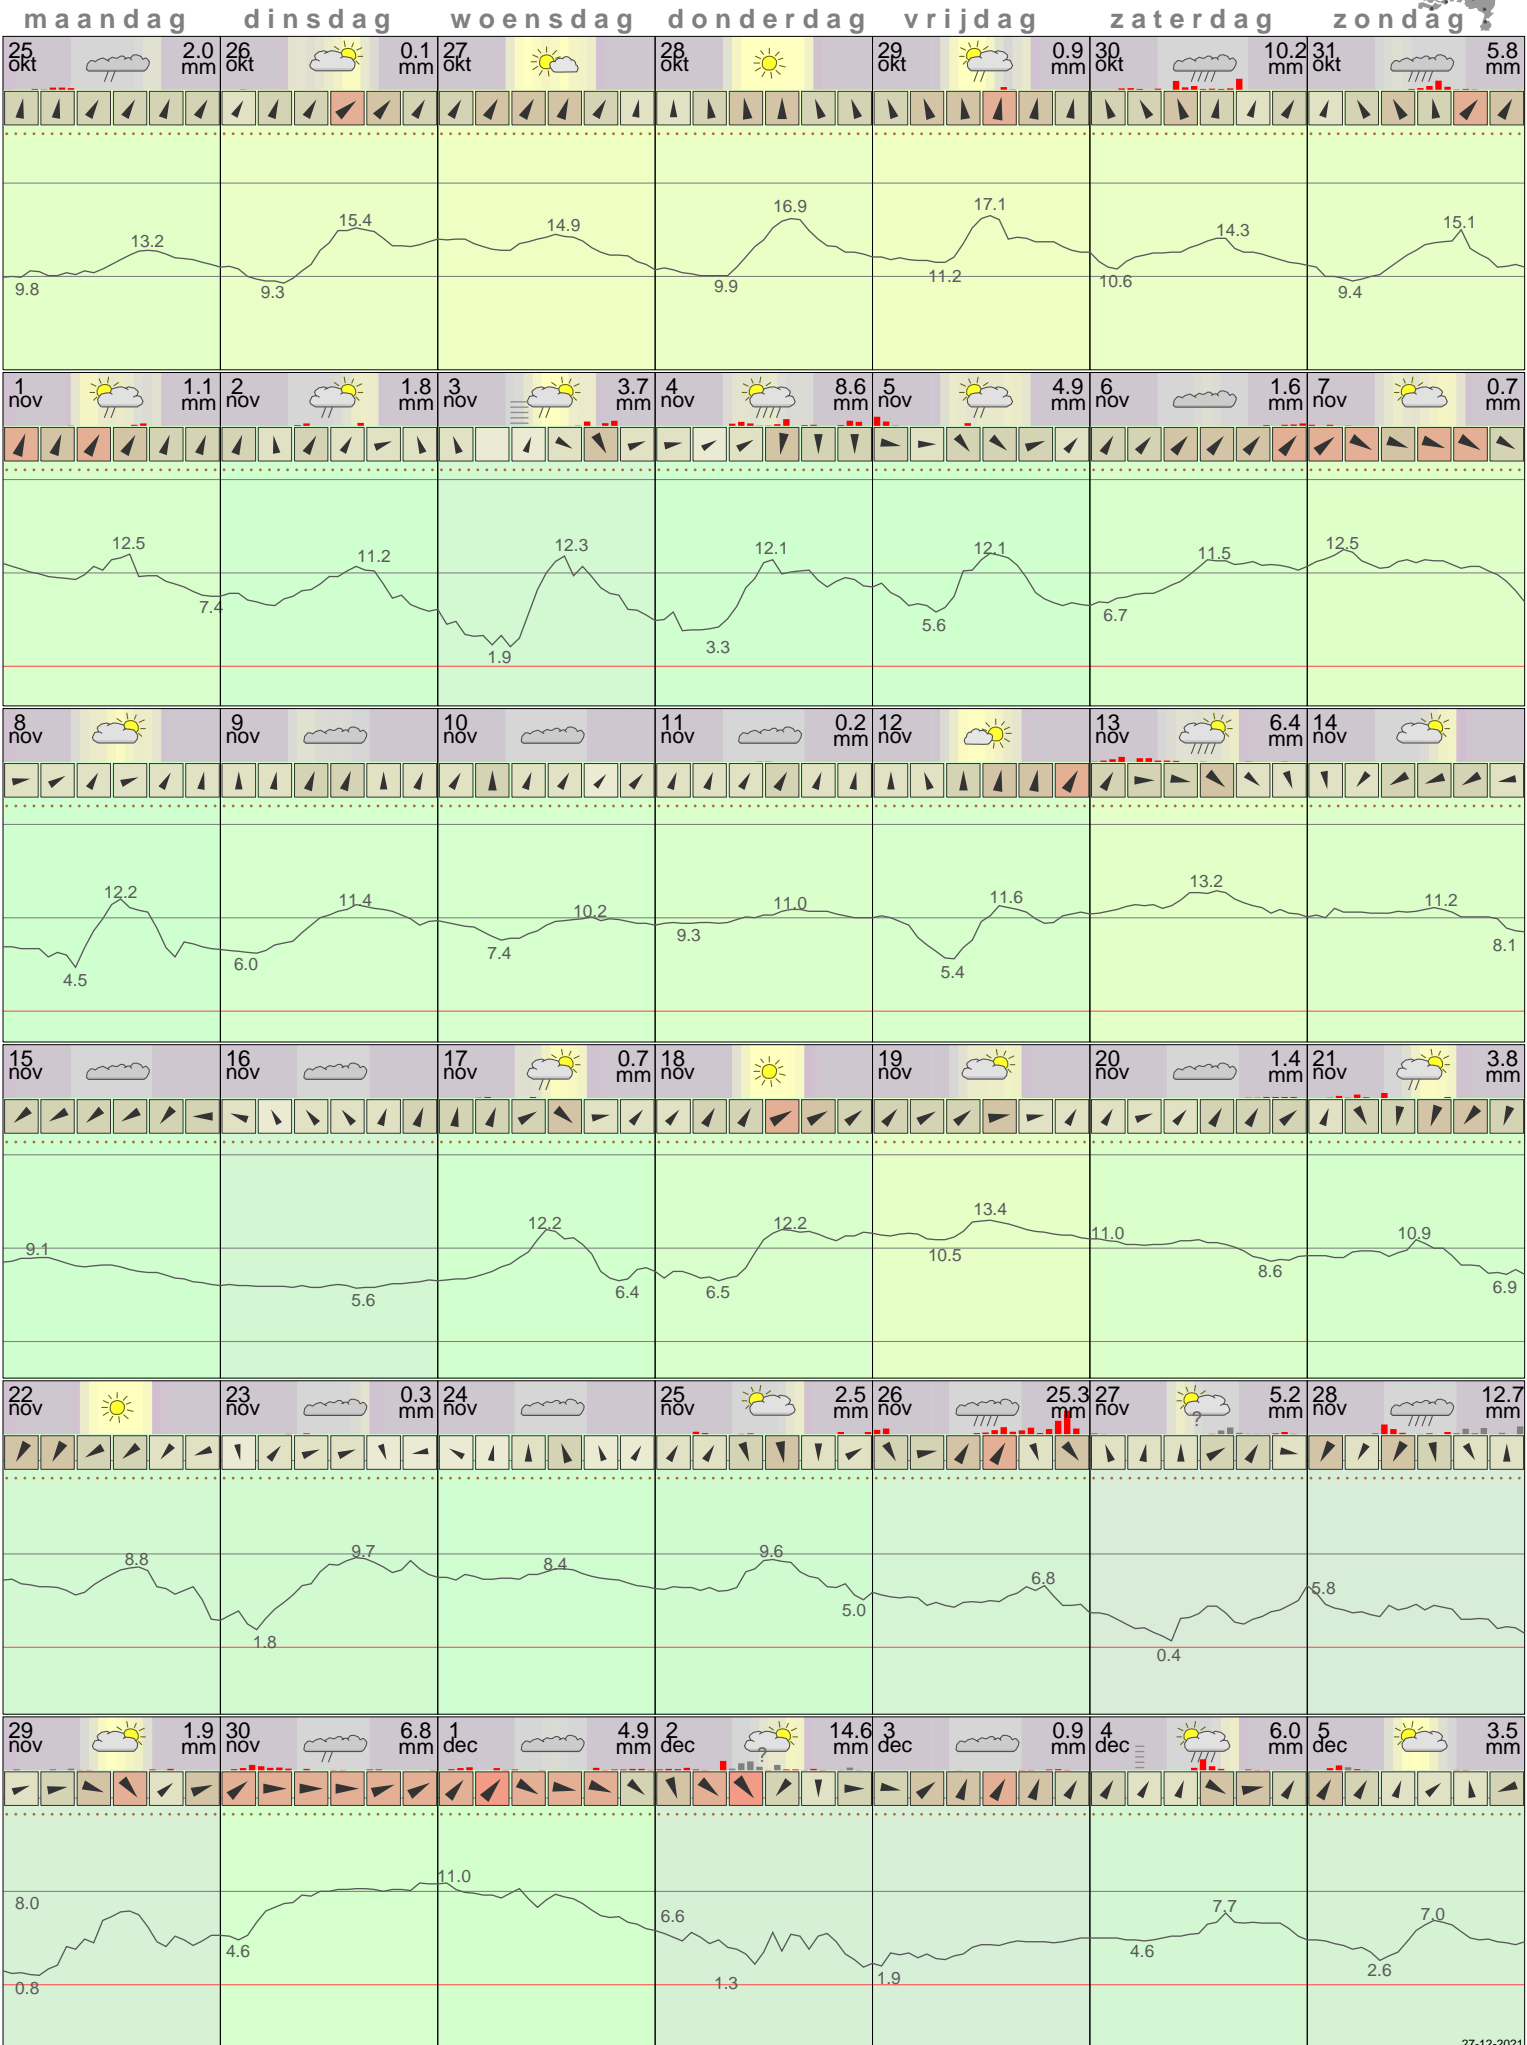 maandag dinsdag woensdag donderdag vrijdag zaterdag zondag
25 2.0 26 0.1 27 28 29 0.9 30 10.2 31 5.8
okt mm okt mm okt okt okt mm okt mm okt mm
13.2 15.4 14.9 16.9 17.1 14.3 15.1
9.8 9.3 9.9 11.2 10.6 9.4
1 1.1 2 1.8 3 3.7 4 8.6 5 4.9 6 1.6 7 0.7
nov mm nov mm nov mm nov mm nov mm nov mm nov mm
12.5 11.2 12.3 12.1 12.1 11.5 12.5
7.4 1.9 3.3 5.6 6.7
8 9 10 11 0.2 12 13 6.4 14
nov nov nov nov mm nov nov mm nov
12.2 11.4 10.2 11.0 11.6 13.2 11.2
4.5 6.0 7.4 9.3 5.4 8.1
15 16 17 0.7 18 19 20 1.4 21 3.8
nov nov nov mm nov nov nov mm nov mm
9.1 12.2 12.2 13.4 11.0 10.9
5.6 6.4 6.5 10.5 8.6 6.9
22 23 0.3 24 25 2.5 26 25.3 27 5.2 28 12.7
nov nov mm nov nov mm nov mm nov ? mm nov mm
8.8 9.7 8.4 9.6 6.8 5.8
1.8 5.0 0.4
29 1.9 30 6.8 1 4.9 2 14.6 3 0.9 4 6.0 5 3.5
nov mm nov mm dec mm dec ? mm dec mm dec mm dec mm
8.0 11.0 6.6 7.7 7.0
0.8 4.6 1.3 1.9 4.6 2.6
27-12-2021